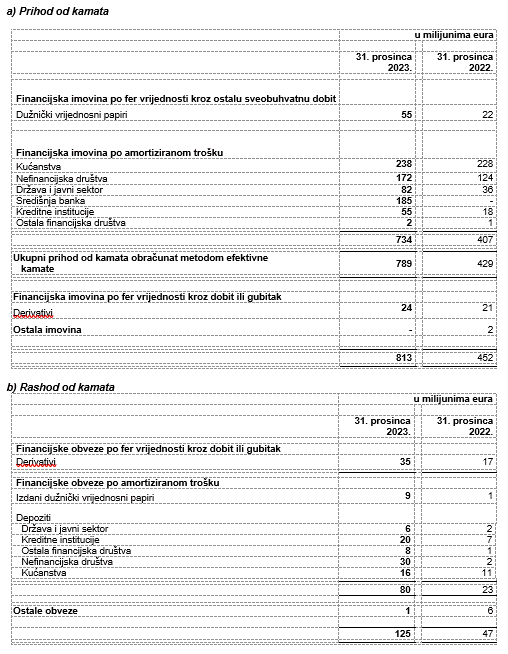 a) Prihod od kamata
u milijunima eura
31. prosinca 31. prosinca
2023. 2022.
Financijska imovina po fer vrijednosti kroz ostalu sveobuhvatnu dobit
Dužnički vrijednosni papiri 55 22
Financijska imovina po amortiziranom trošku
Kućanstva 238 228
Nefinancijska društva 172 124
Država i javni sektor 82 36
Središnja banka 185 -
Kreditne institucije 55 18
Ostala financijska društva 2 1
734 407
Ukupni prihod od kamata obračunat metodom efektivne
kamate 789 429
Financijska imovina po fer vrijednosti kroz dobit ili gubitak
Derivativi 24 21
Ostala imovina - 2
813 452
b) Rashod od kamata
u milijunima eura
31. prosinca 31. prosinca
2023. 2022.
Financijske obveze po fer vrijednosti kroz dobit ili gubitak
Derivativi 35 17
Financijske obveze po amortiziranom trošku
Izdani dužnički vrijednosni papiri 9 1
Depoziti
Država i javni sektor 6 2
Kreditne institucije 20 7
Ostala financijska društva 8 1
Nefinancijska društva 30 2
Kućanstva 16 11
80 23
Ostale obveze 1 6
125 47